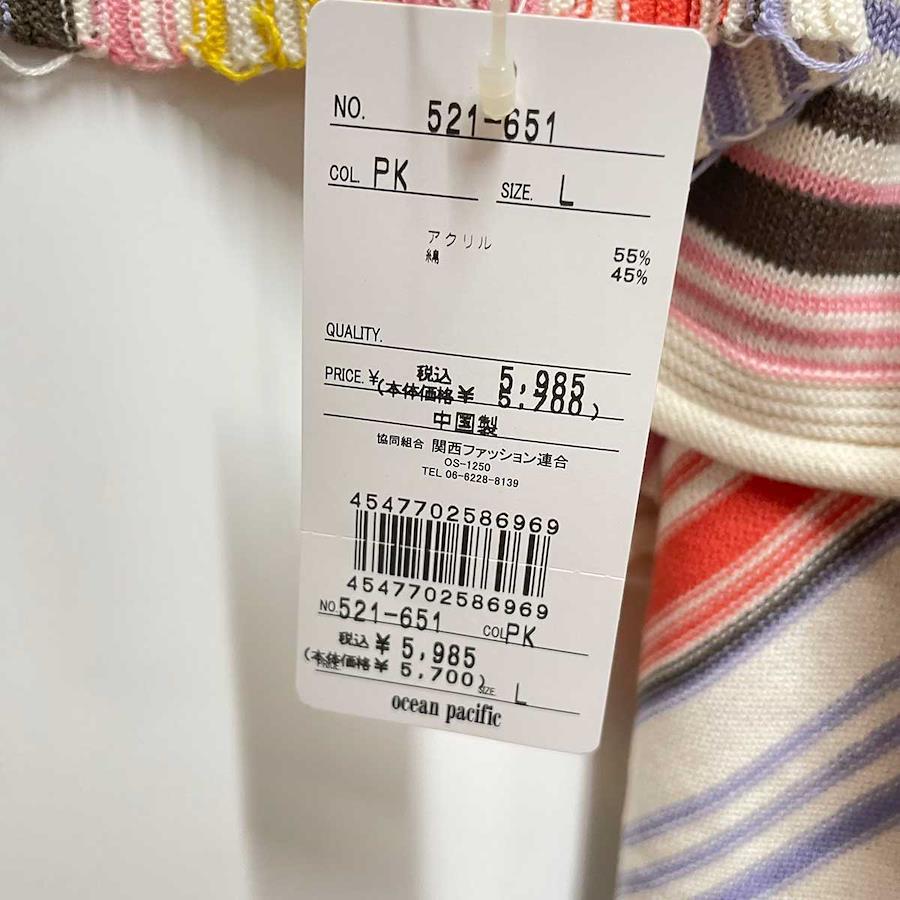 NO. 521-651
COL. PK SIZE. L
アクリル 55%
綿 45%
QUALITY.
PRICE. ¥ 税込 5,985
(本体価格 ¥ 5,700)
中国製
協同組合 関西ファッション連合
OS-1250
TEL 06-6228-8139
4547702586969
4547702586969
NO. 521-651 COL PK
税込 ¥ 5,985
(本体価格 ¥ 5,700)
PRICE. SIZE. L
ocean pacific